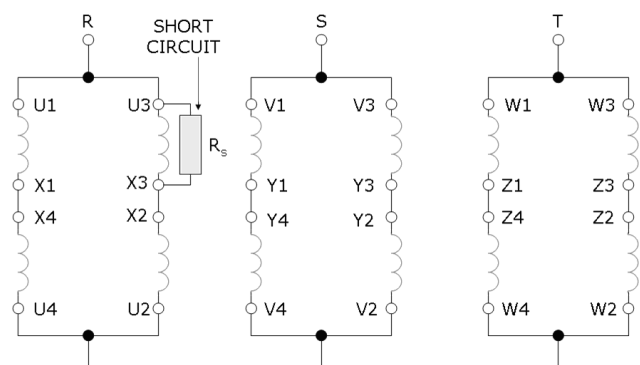 R
SHORT
CIRCUIT
S
T
U1
U3
V1
V3
W1
W3
Rs
X1
X3
Y1
Y3
Z1
Z3
X4
X2
Y4
Y2
Z4
Z2
U4
U2
V4
V2
W4
W2